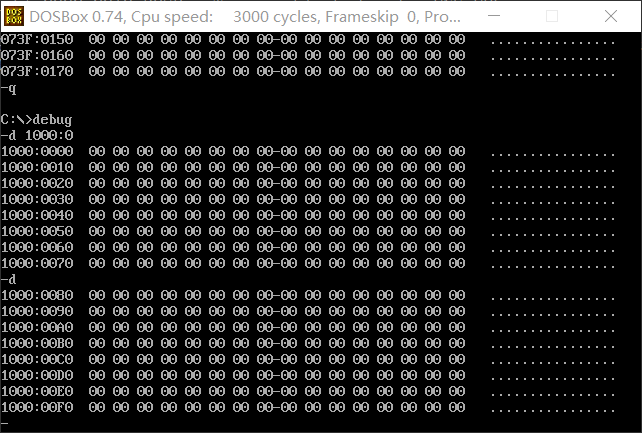 DOS BOX
DOSBox 0.74, Cpu speed: 3000 cycles, Frameskip 0, Pro...
073F:0150 00 00 00 00 00 00 00 00-00 00 00 00 00 00 00 00 ................
073F:0160 00 00 00 00 00 00 00 00-00 00 00 00 00 00 00 00 ................
073F:0170 00 00 00 00 00 00 00 00-00 00 00 00 00 00 00 00 ................
-q
C:\>debug
-d 1000:0
1000:0000 00 00 00 00 00 00 00 00-00 00 00 00 00 00 00 00 ................
1000:0010 00 00 00 00 00 00 00 00-00 00 00 00 00 00 00 00 ................
1000:0020 00 00 00 00 00 00 00 00-00 00 00 00 00 00 00 00 ................
1000:0030 00 00 00 00 00 00 00 00-00 00 00 00 00 00 00 00 ................
1000:0040 00 00 00 00 00 00 00 00-00 00 00 00 00 00 00 00 ................
1000:0050 00 00 00 00 00 00 00 00-00 00 00 00 00 00 00 00 ................
1000:0060 00 00 00 00 00 00 00 00-00 00 00 00 00 00 00 00 ................
1000:0070 00 00 00 00 00 00 00 00-00 00 00 00 00 00 00 00 ................
-d
1000:0080 00 00 00 00 00 00 00 00-00 00 00 00 00 00 00 00 ................
1000:0090 00 00 00 00 00 00 00 00-00 00 00 00 00 00 00 00 ................
1000:00A0 00 00 00 00 00 00 00 00-00 00 00 00 00 00 00 00 ................
1000:00B0 00 00 00 00 00 00 00 00-00 00 00 00 00 00 00 00 ................
1000:00C0 00 00 00 00 00 00 00 00-00 00 00 00 00 00 00 00 ................
1000:00D0 00 00 00 00 00 00 00 00-00 00 00 00 00 00 00 00 ................
1000:00E0 00 00 00 00 00 00 00 00-00 00 00 00 00 00 00 00 ................
1000:00F0 00 00 00 00 00 00 00 00-00 00 00 00 00 00 00 00 ................
-